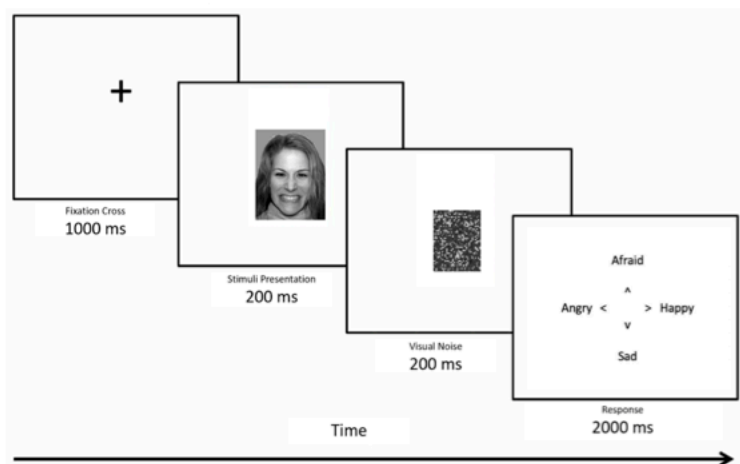 +
Fixation Cross
1000 ms
Stimuli Presentation
200 ms
Visual Noise
200 ms
Afraid
^
Angry < > Happy
v
Sad
Response
2000 ms
Time